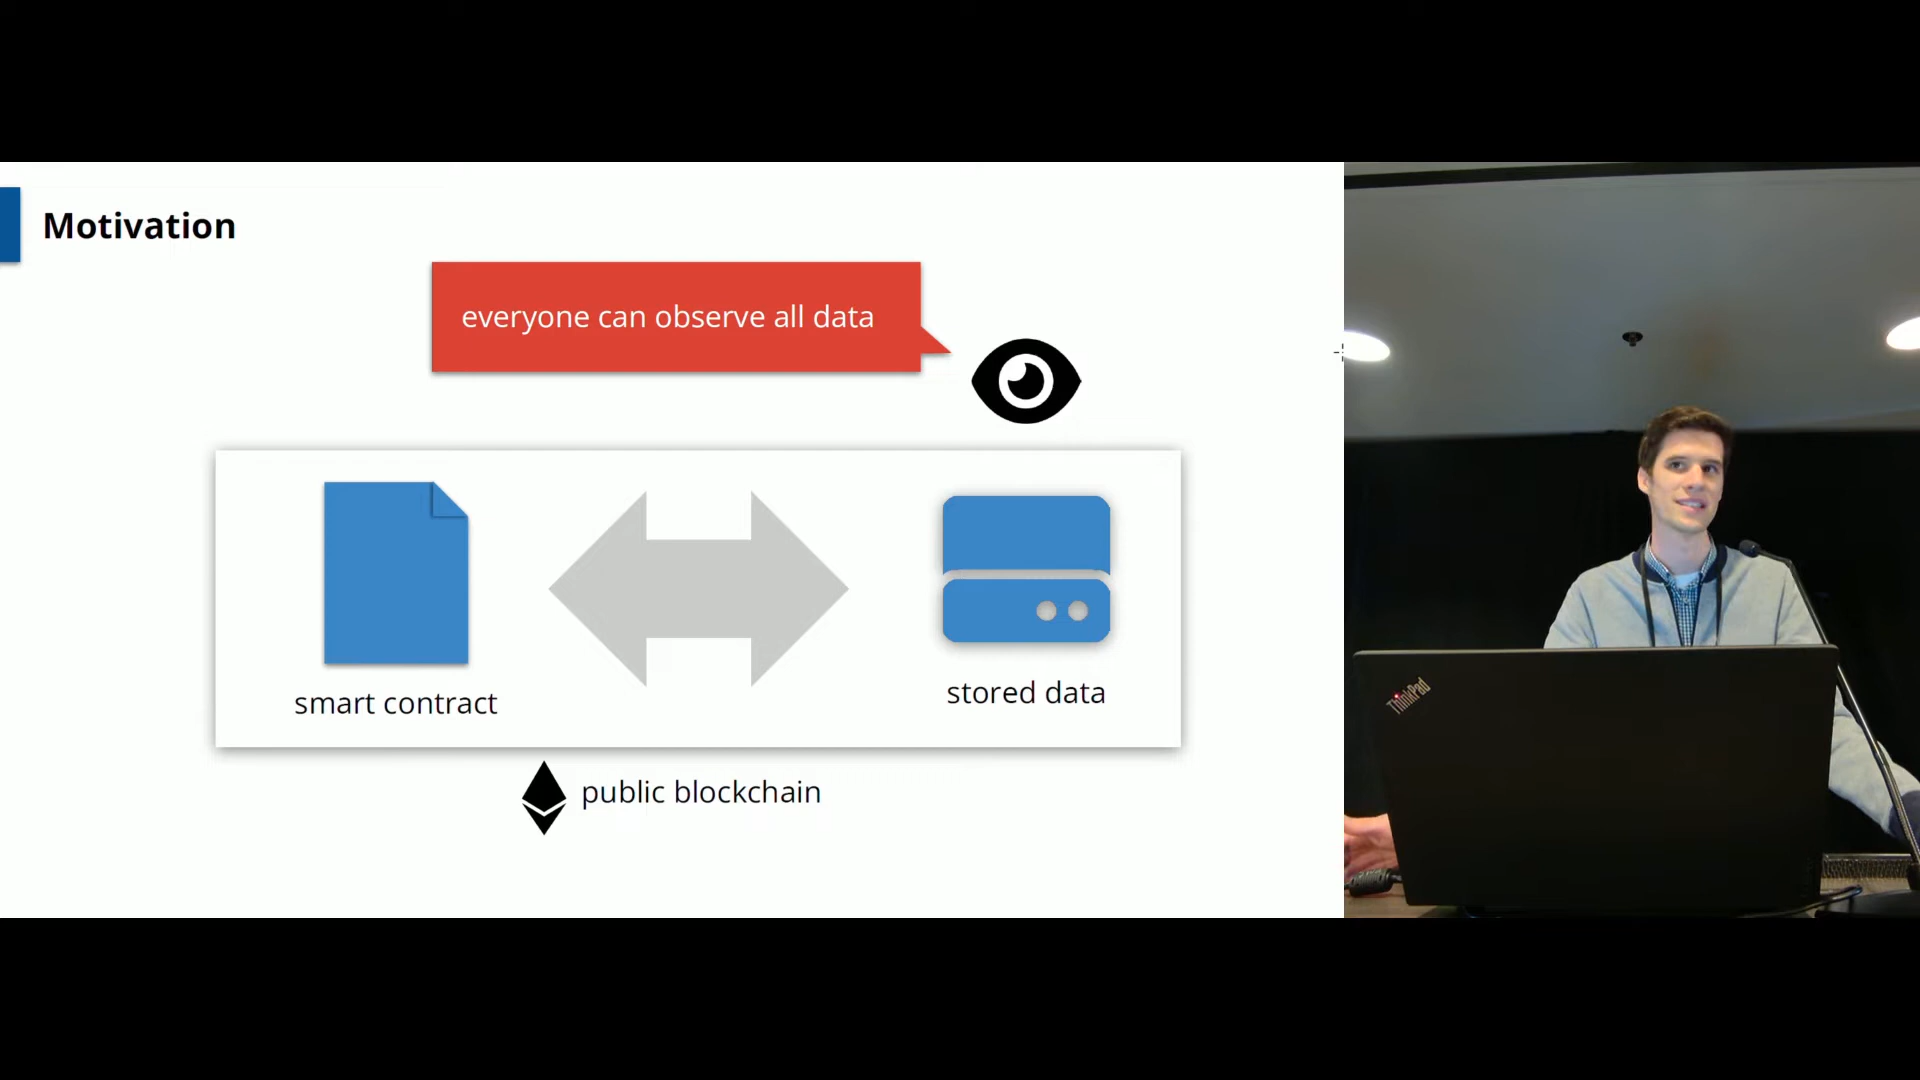 Motivation
everyone can observe all data
smart contract
stored data
public blockchain
ThinkPad